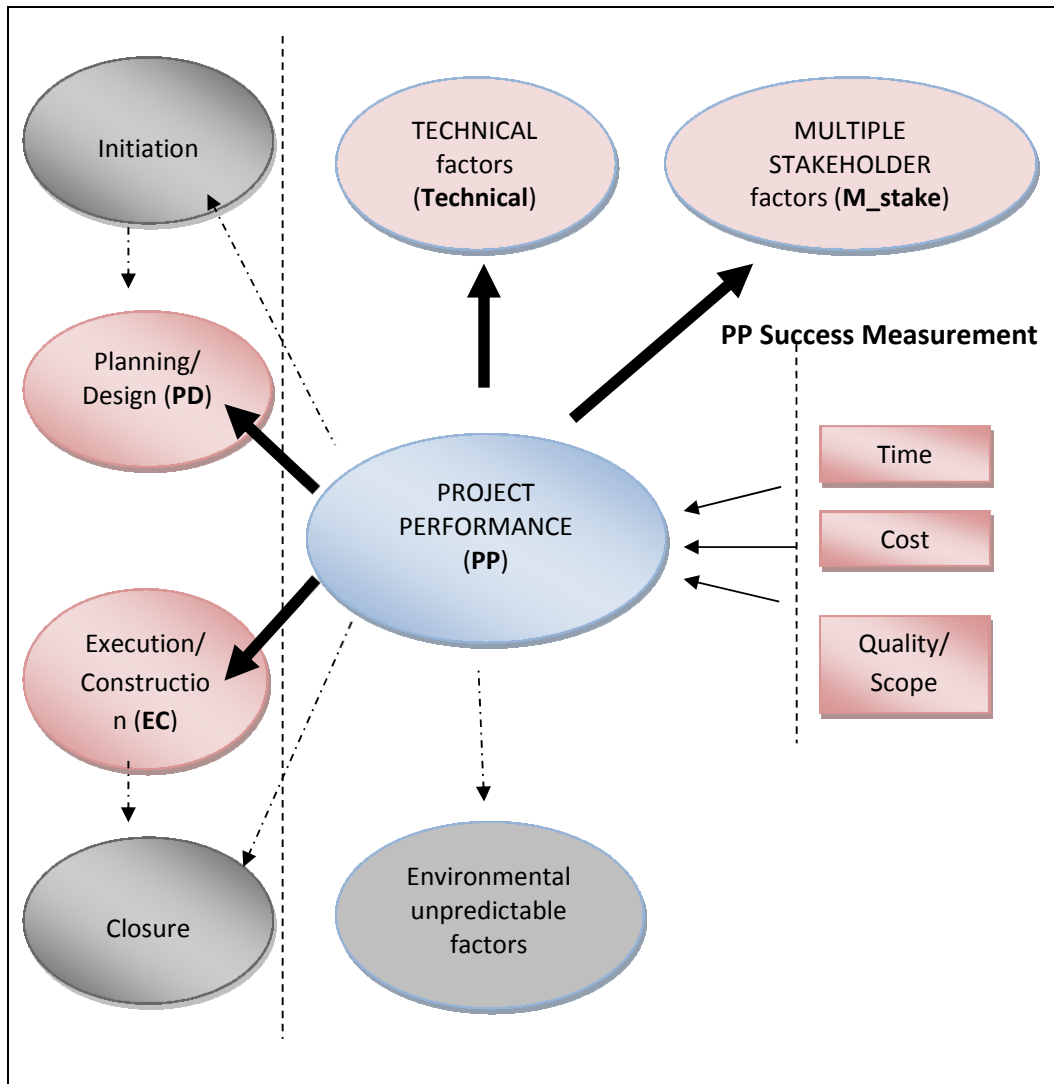 Initiation
TECHNICAL
factors
(Technical)
MULTIPLE
STAKEHOLDER
factors (M_stake)
Planning/
Design (PD)
PP Success Measurement
Time
Cost
Quality/
Scope
PROJECT
PERFORMANCE
(PP)
Execution/
Constructio
n (EC)
Closure
Environmental
unpredictable
factors